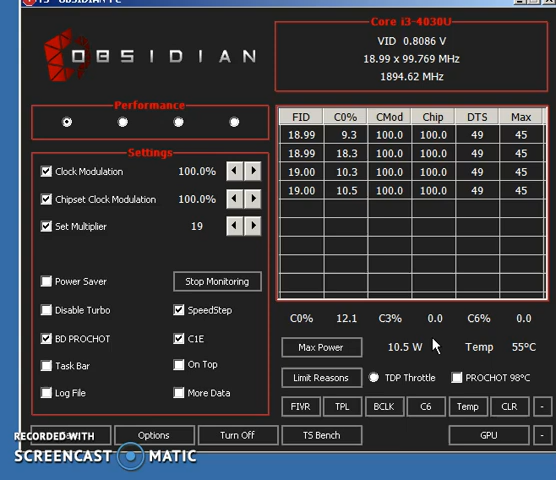 TS - OBSIDIAN PC
OBSIDIAN
Core i3-4030U
VID 0.8086 V
18.99 x 99.769 MHz
1894.62 MHz
Performance
FID C0% CMod Chip DTS Max
18.99 9.3 100.0 100.0 49 45
18.99 18.3 100.0 100.0 49 45
19.00 10.3 100.0 100.0 49 45
19.00 10.5 100.0 100.0 49 45
Settings
Clock Modulation 100.0%
Chipset Clock Modulation 100.0%
Set Multiplier 19
Power Saver Stop Monitoring
Disable Turbo SpeedStep
BD PROCHOT C1E
Task Bar On Top
Log File More Data
C0% 12.1 C3% 0.0 C6% 0.0
Max Power 10.5 W Temp 55°C
Limit Reasons TDP Throttle PROCHOT 98°C
FIVR TPL BCLK C6 Temp CLR -
Options Turn Off TS Bench GPU -
RECORDED WITH
SCREENCAST MATIC